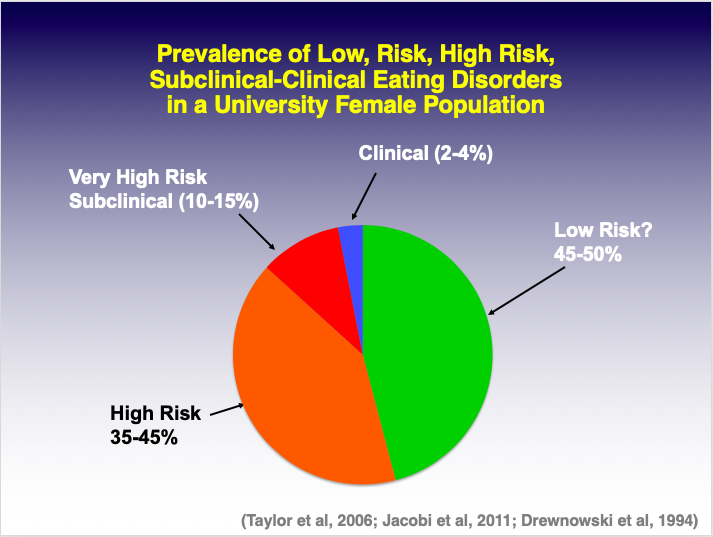 Prevalence of Low, Risk, High Risk,
Subclinical-Clinical Eating Disorders
in a University Female Population
Clinical (2-4%)
Very High Risk
Subclinical (10-15%)
Low Risk?
45-50%
High Risk
35-45%
(Taylor et al, 2006; Jacobi et al, 2011; Drewnowski et al, 1994)